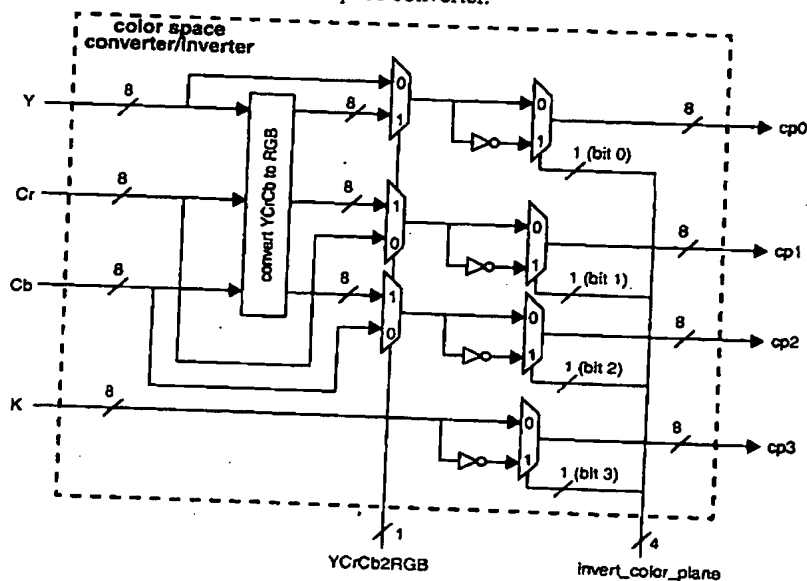 converter.
color space
converter/inverter
Y
8
0
8
1
convert YCrCb to RGB
0
1
8
cp0
1 (bit 0)
Cr
8
8
1
0
0
1
8
cp1
1 (bit 1)
Cb
8
8
1
0
0
1
8
cp2
1 (bit 2)
K
8
0
1
8
cp3
1 (bit 3)
1
YCrCb2RGB
4
invert_color_plane